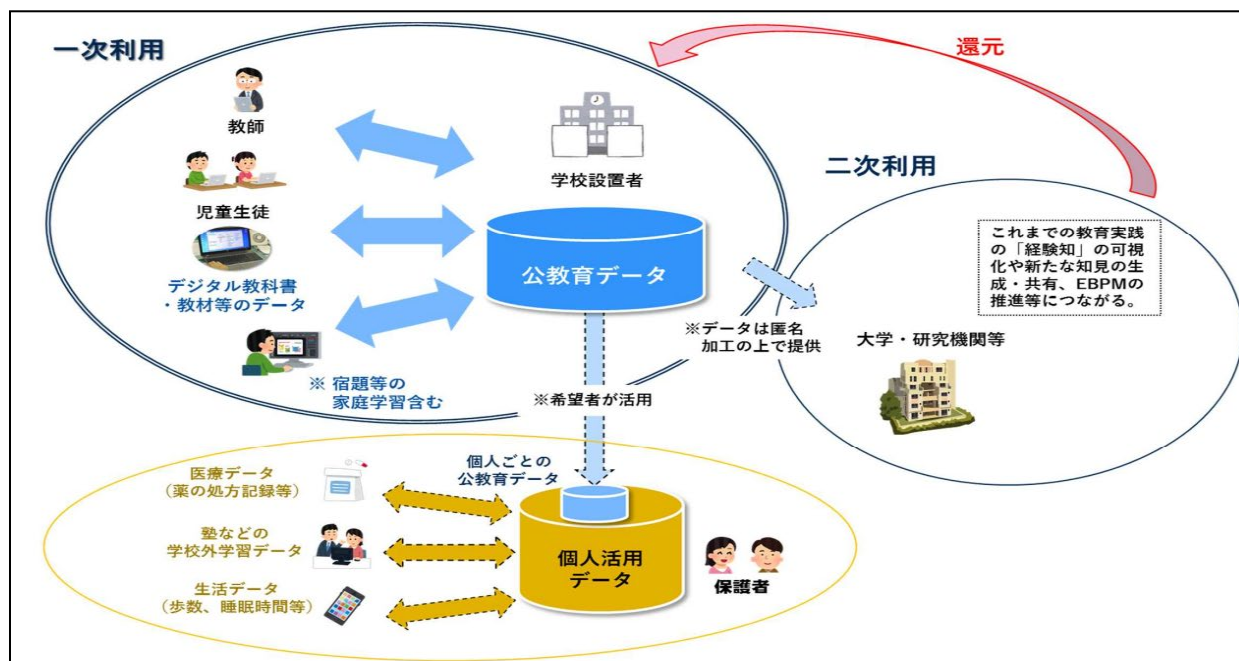 一次利用
還元
教師
学校設置者
二次利用
児童生徒
これまでの教育実践
の「経験知」の可視
化や新たな知見の生
成・共有、EBPMの
推進等につながる。
公教育データ
デジタル教科書
・教材等のデータ
※データは匿名
加工の上で提供
大学・研究機関等
※ 宿題等の
家庭学習含む
※希望者が活用
個人ごとの
公教育データ
医療データ
（薬の処方記録等）
塾などの
学校外学習データ
個人活用
データ
保護者
生活データ
（歩数、睡眠時間等）